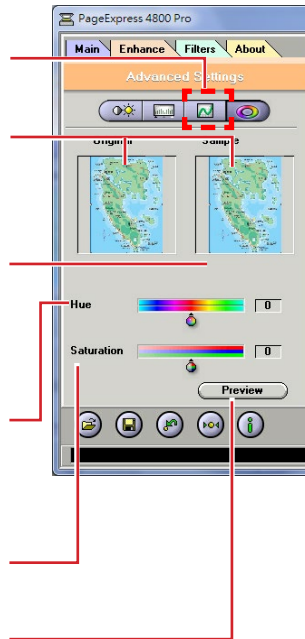 PageExpress 4800 Pro
Main Enhance Filters About
Advanced Settings
Original Sample
Hue 0
Saturation 0
Preview